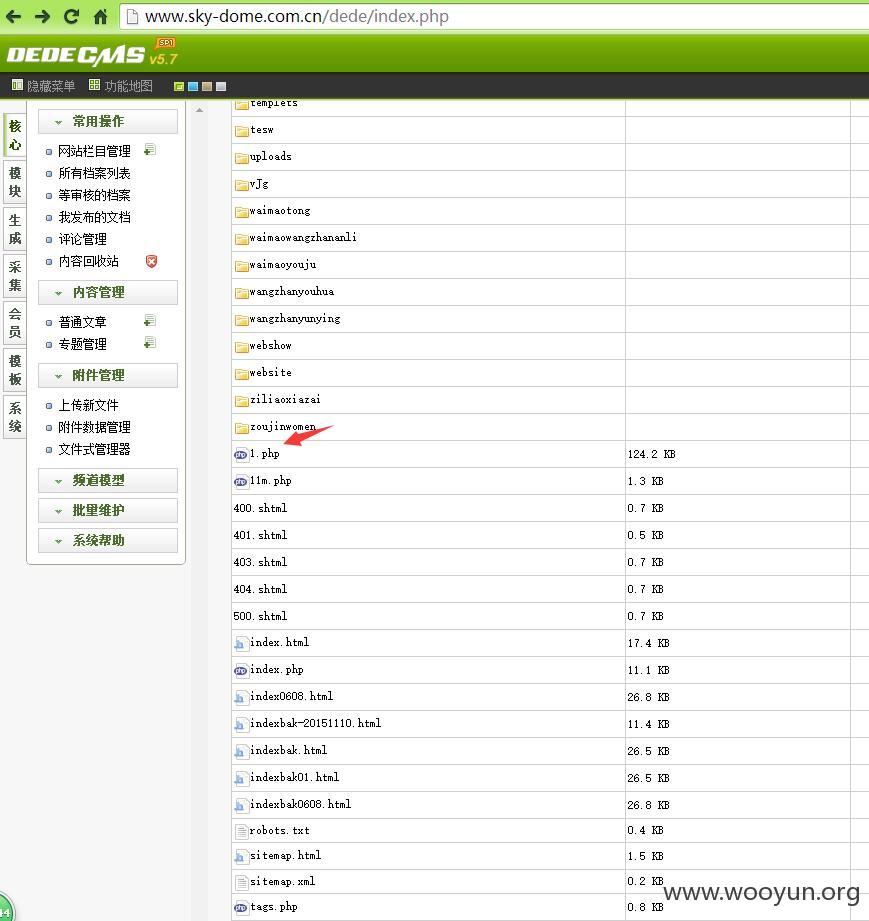 www.sky-dome.com.cn/dede/index.php
DEDECMS v5.7 SP1
隐藏菜单 功能地图
核心
模块
生成
采集
会员
模板
系统
常用操作
网站栏目管理
所有档案列表
等审核的档案
我发布的文档
评论管理
内容回收站
内容管理
普通文章
专题管理
附件管理
上传新文件
附件数据管理
文件式管理器
频道模型
批量维护
系统帮助
templets
tesw
uploads
vJg
waimaotong
waimaowangzhananli
waimaoyouju
wangzhanyouhua
wangzhanyunying
webshow
website
ziliaoxiazai
zoujinwomen
1.php 124.2 KB
11m.php 1.3 KB
400.shtml 0.7 KB
401.shtml 0.5 KB
403.shtml 0.7 KB
404.shtml 0.7 KB
500.shtml 0.7 KB
index.html 17.4 KB
index.php 11.1 KB
index0608.html 26.8 KB
indexbak-20151110.html 11.4 KB
indexbak.html 26.5 KB
indexbak01.html 26.5 KB
indexbak0608.html 26.8 KB
robots.txt 0.4 KB
sitemap.html 1.5 KB
sitemap.xml 0.2 KB
tags.php 0.8 KB
www.wooyun.org